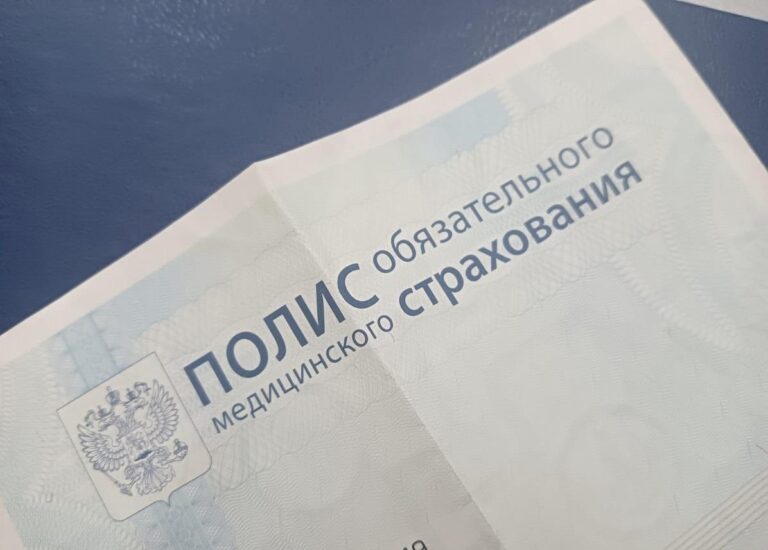 ПОЛИС обязательного
медицинского страхования